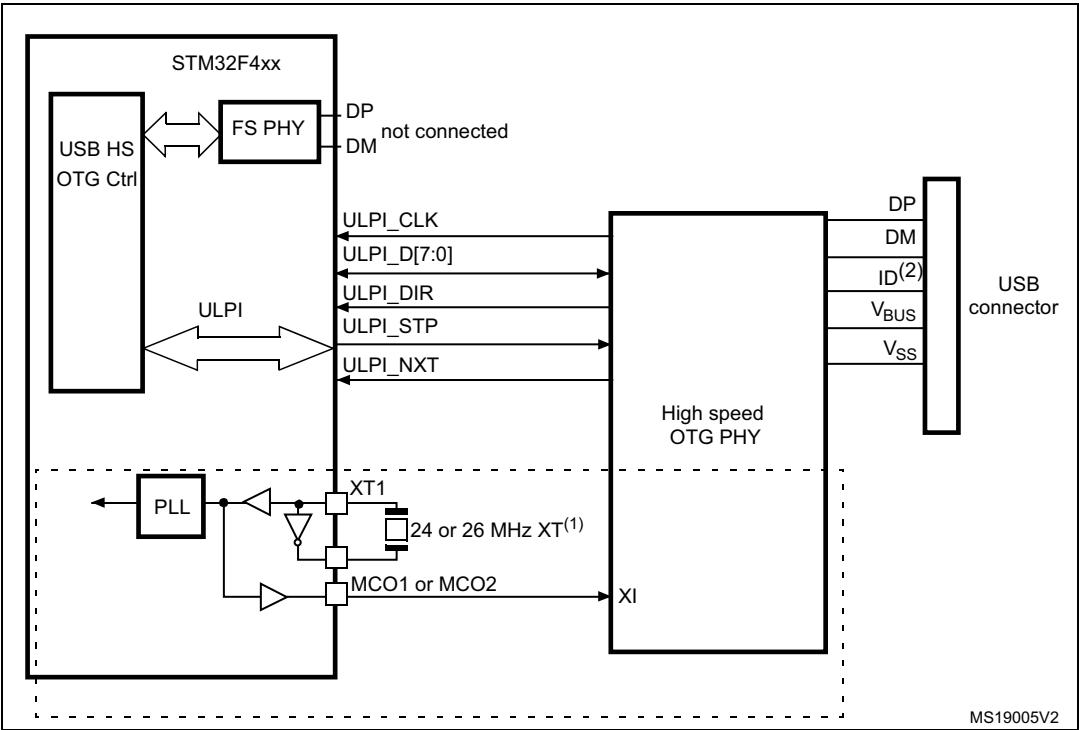 STM32F4xx
USB HS
OTG Ctrl
FS PHY
DP
DM
not connected
ULPI_CLK
ULPI_D[7:0]
ULPI_DIR
ULPI_STP
ULPI_NXT
ULPI
High speed
OTG PHY
DP
DM
ID(2)
VBUS
VSS
USB
connector
PLL
XT1
24 or 26 MHz XT(1)
MCO1 or MCO2
XI
MS19005V2